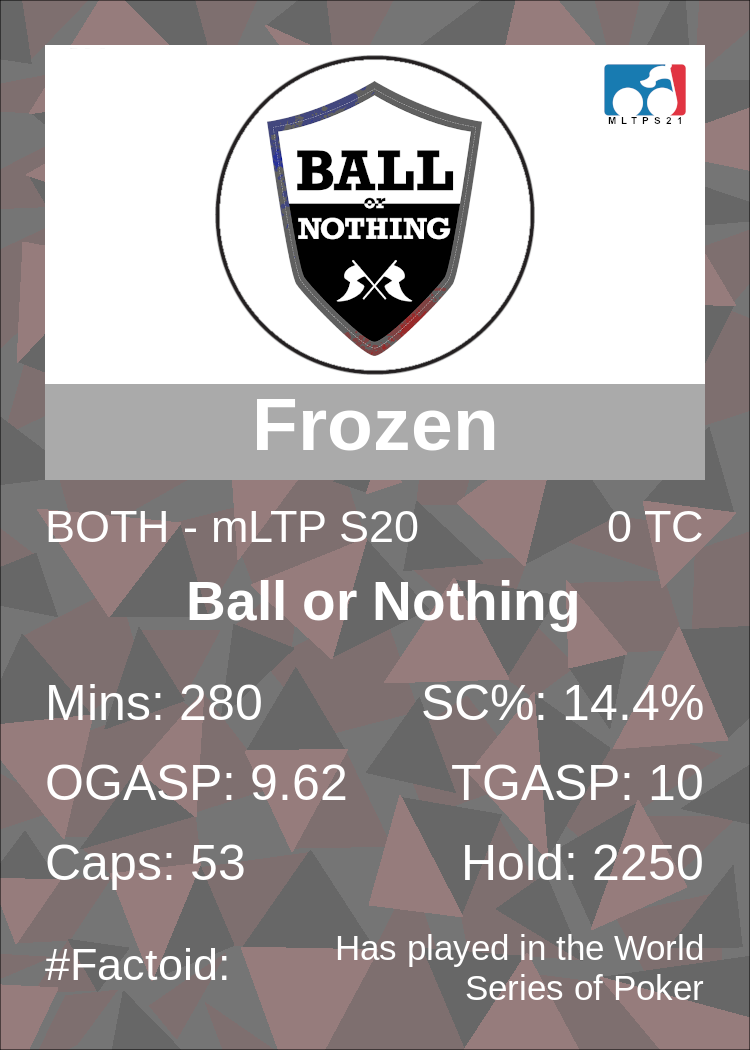 BALL
or
NOTHING
MLTPS21
Frozen
BOTH - mLTP S20 0 TC
Ball or Nothing
Mins: 280 SC%: 14.4%
OGASP: 9.62 TGASP: 10
Caps: 53 Hold: 2250
#Factoid: Has played in the World
Series of Poker